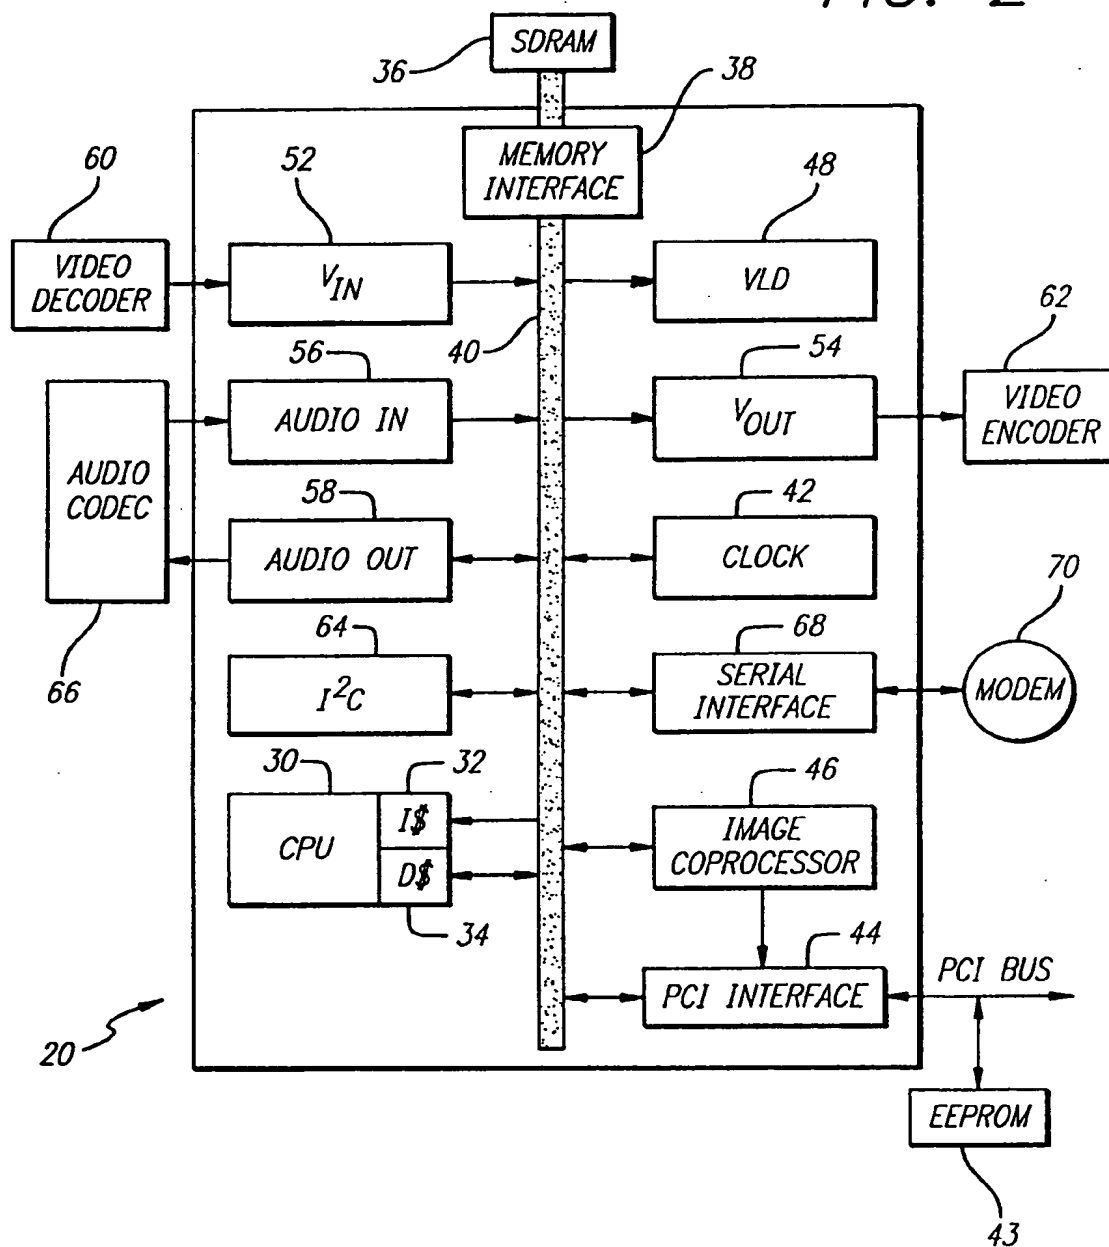 FIG. 2
SDRAM
36
38
MEMORY
INTERFACE
60
52
48
VIDEO
DECODER
V_IN
VLD
62
40
56
54
AUDIO IN
V_OUT
VIDEO
ENCODER
AUDIO
CODEC
58
42
AUDIO OUT
CLOCK
70
64
68
66
I²C
SERIAL
INTERFACE
MODEM
30
32
46
CPU
I$
D$
IMAGE
COPROCESSOR
34
44
PCI INTERFACE
PCI BUS
20
EEPROM
43